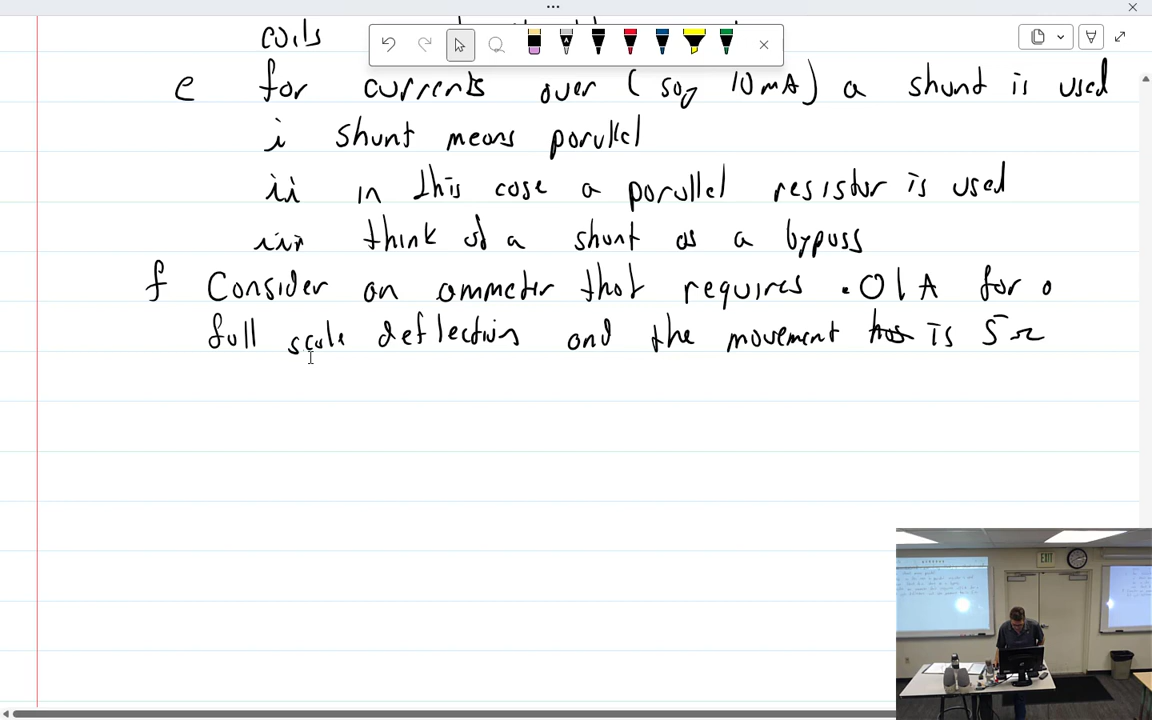 coils
e for currents over (say 10mA) a shunt is used
i shunt means parallel
ii in this case a parallel resistor is used
iii think of a shunt as a bypass
f Consider an ammeter that requires .01A for a
full scale deflection and the movement has is 5Ω
EXIT